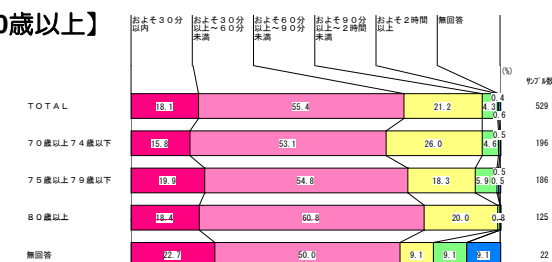 0歳以上】
およそ30分以内
およそ30分以上~60分未満
およそ60分以上~90分未満
およそ90分以上~2時間未満
およそ2時間以上
無回答
(%)
サンプル数
TOTAL 18.1 55.4 21.2 4.3 0.4 0.6 529
70歳以上74歳以下 15.8 53.1 26.0 4.6 0.5 196
75歳以上79歳以下 19.9 54.8 18.3 5.9 0.5 0.5 186
80歳以上 18.4 60.8 20.0 0.8 125
無回答 22.7 50.0 9.1 9.1 9.1 22